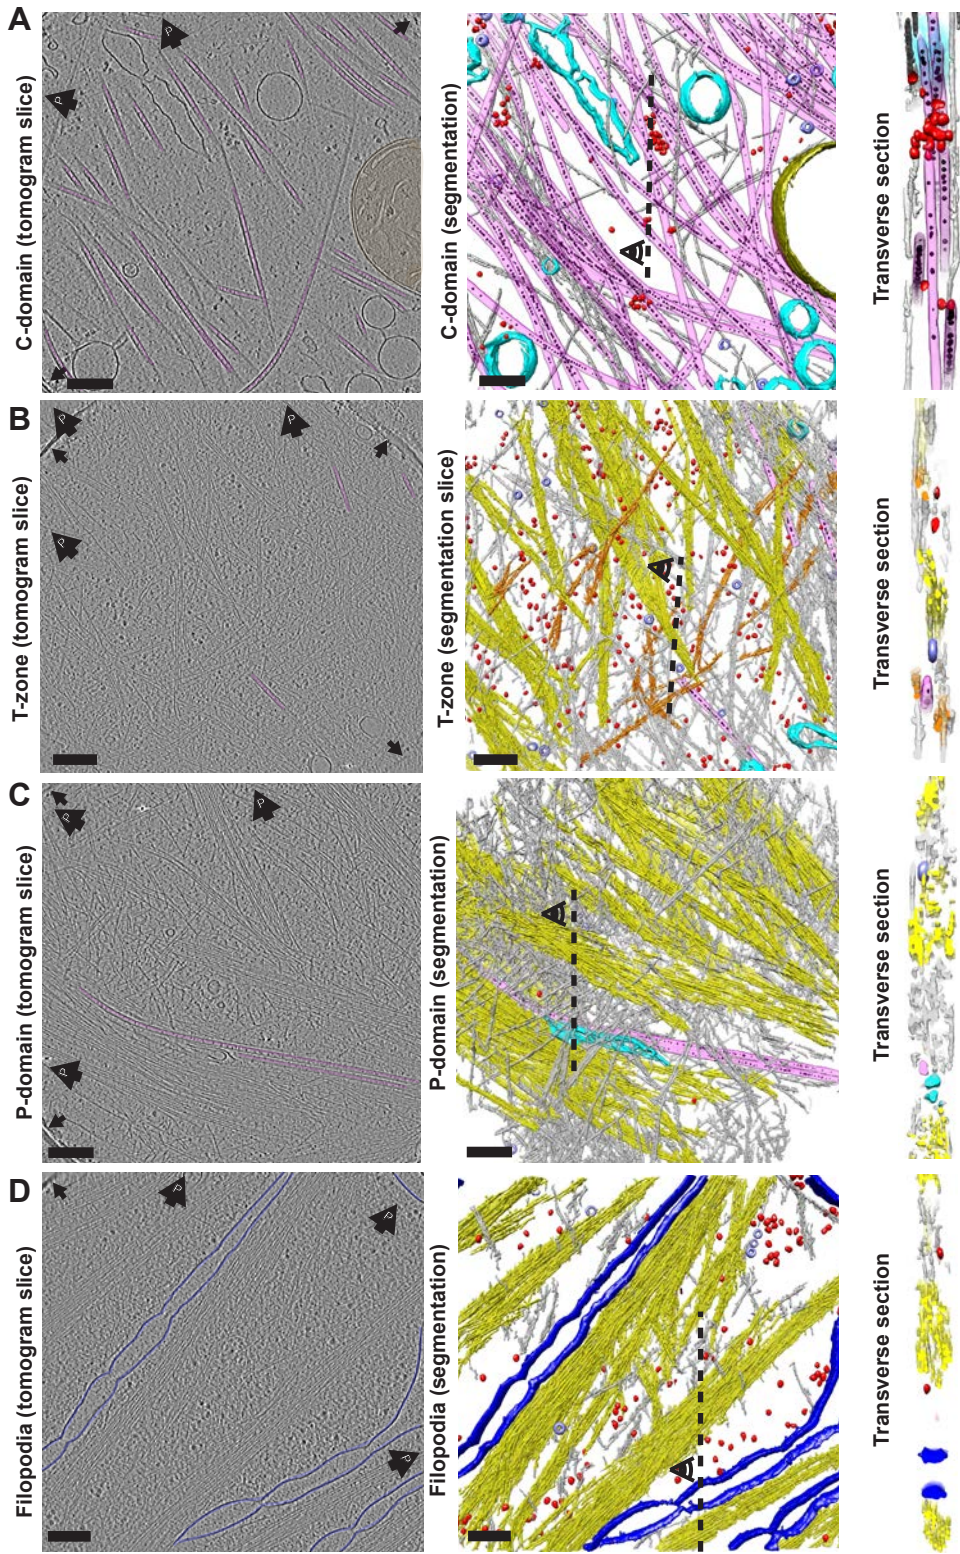 A
C-domain (tomogram slice)
P
P
C-domain (segmentation)
Transverse section
B
T-zone (tomogram slice)
P
P
P
T-zone (segmentation slice)
Transverse section
C
P-domain (tomogram slice)
P
P
P
P-domain (segmentation)
Transverse section
D
Filopodia (tomogram slice)
P
P
P
Filopodia (segmentation)
Transverse section